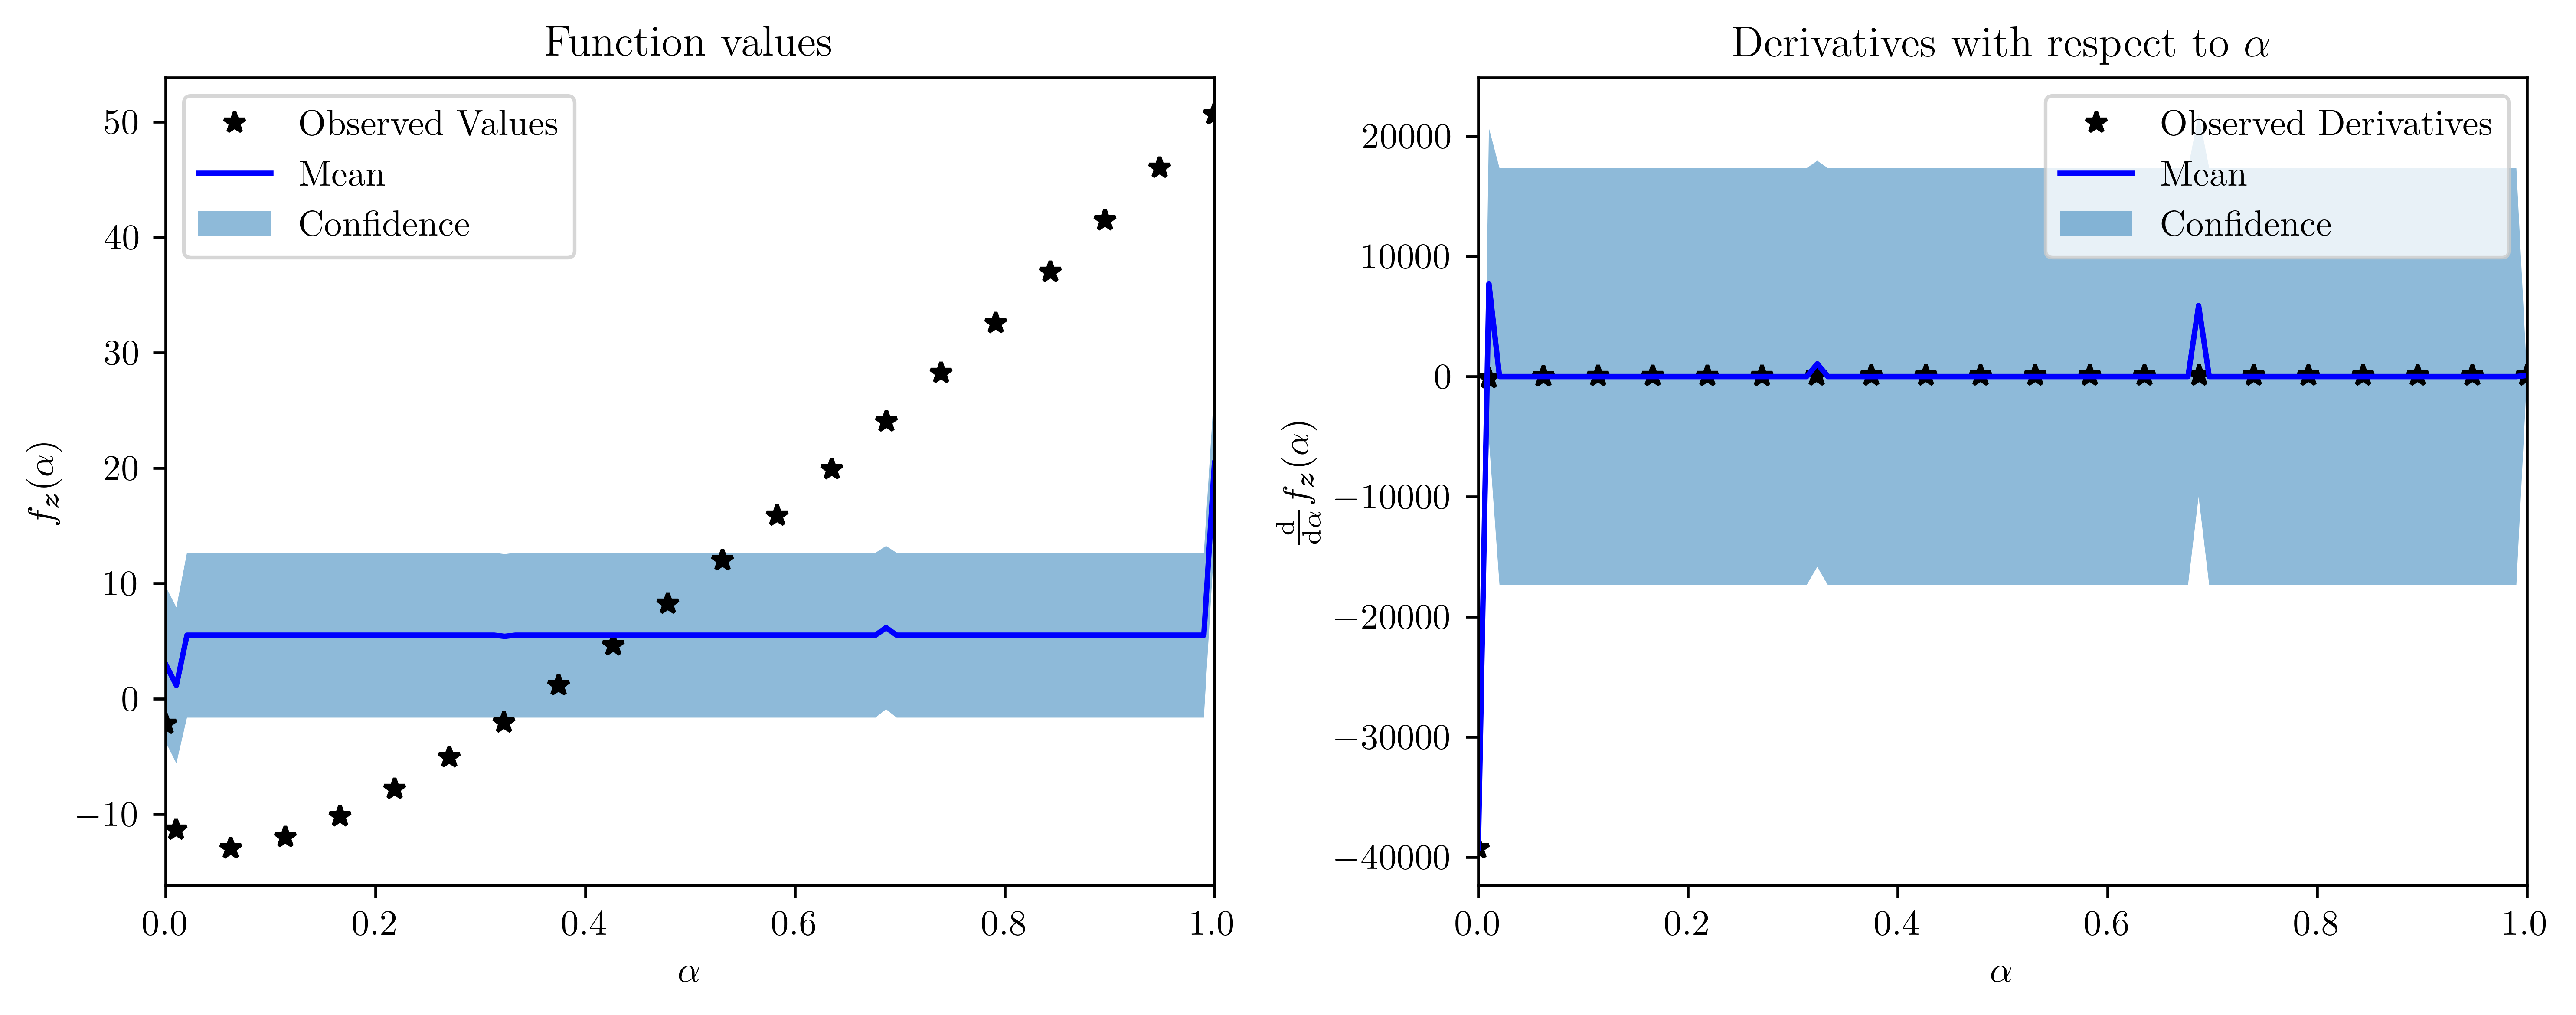 Function values
50
40
30
20
10
0
−10
f_z(α)
Observed Values
Mean
Confidence
0.0 0.2 0.4 0.6 0.8 1.0
α
Derivatives with respect to α
20000
10000
0
−10000
−20000
−30000
−40000
d/dα f_z(α)
Observed Derivatives
Mean
Confidence
0.0 0.2 0.4 0.6 0.8 1.0
α